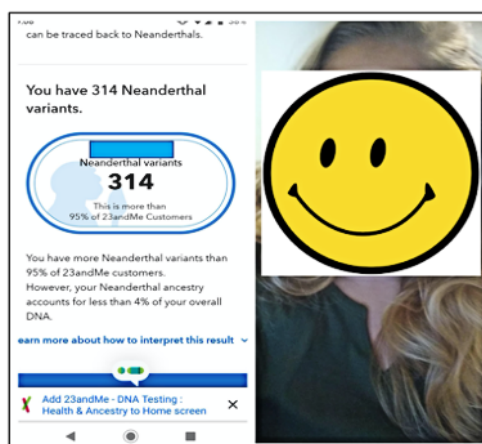 can be traced back to Neanderthals.
You have 314 Neanderthal
variants.
Neanderthal variants
314
This is more than
95% of 23andMe Customers
You have more Neanderthal variants than
95% of 23andMe customers.
However, your Neanderthal ancestry
accounts for less than 4% of your overall
DNA.
earn more about how to interpret this result
Add 23andMe - DNA Testing :
Health & Ancestry to Home screen